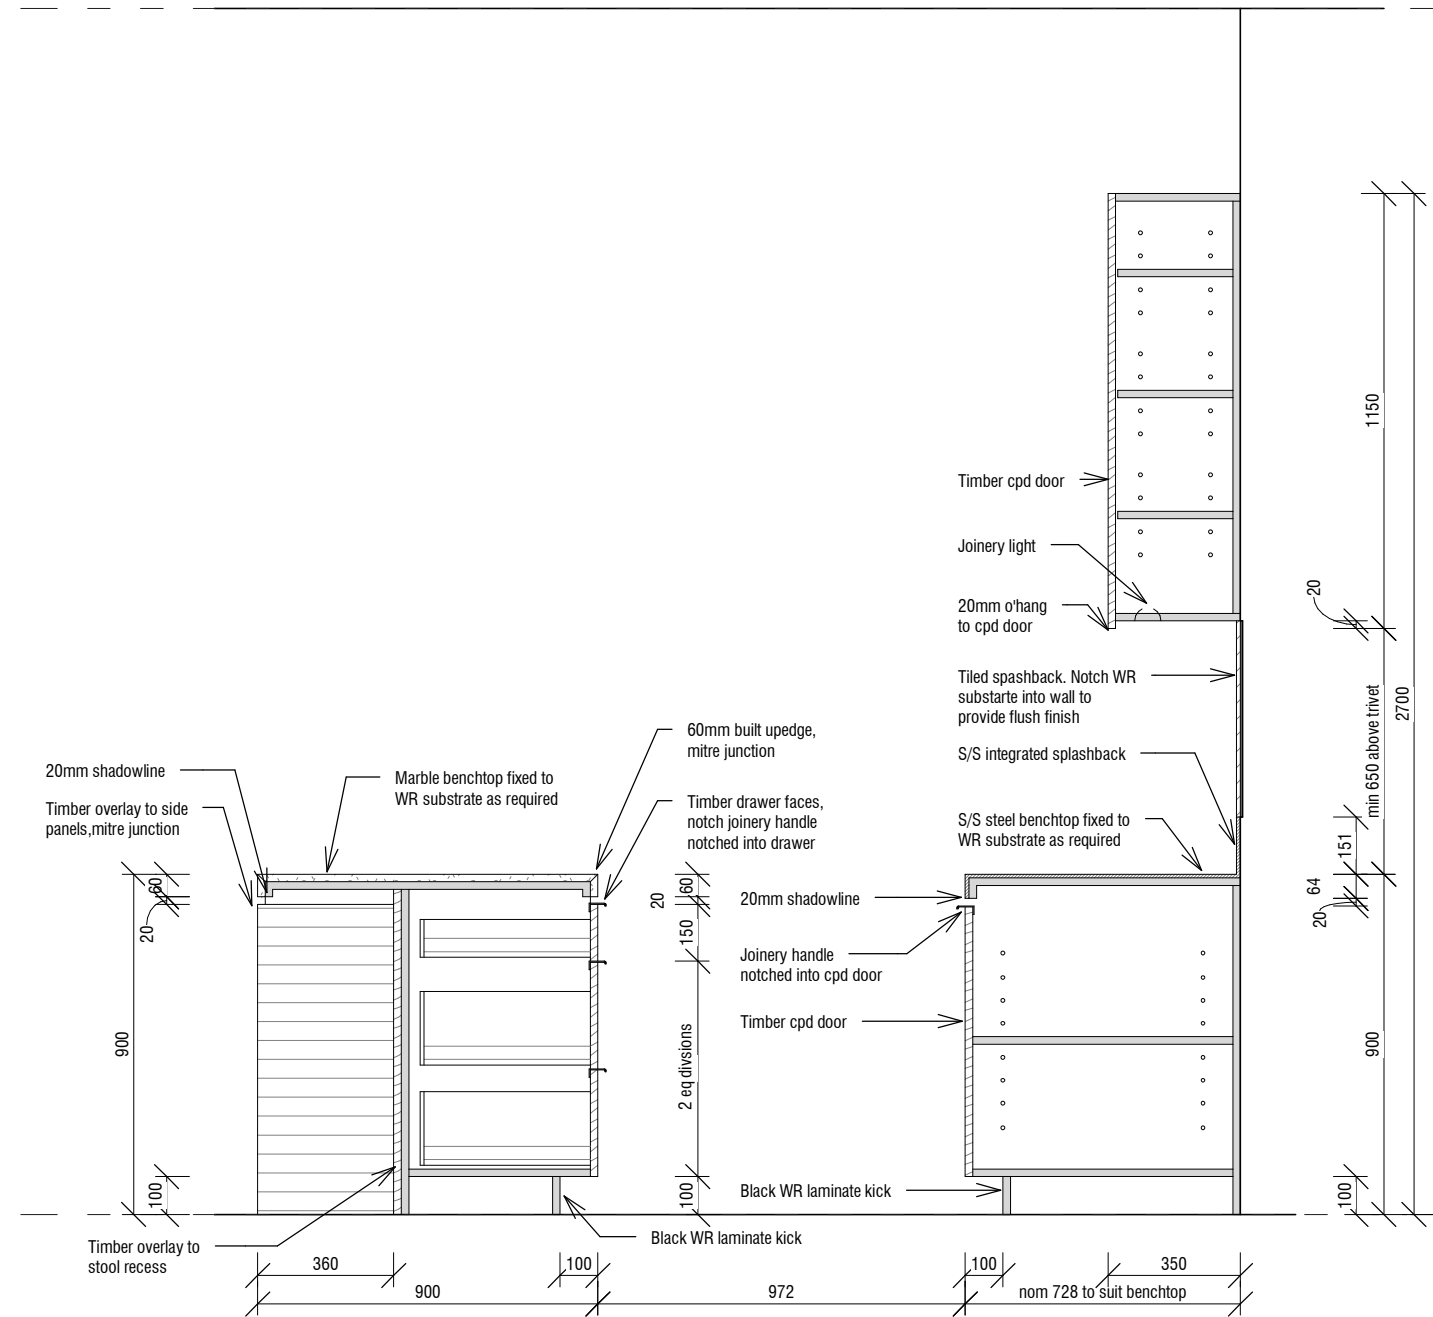 1150
Timber cpd door
Joinery light
20
20mm o'hang
to cpd door
Tiled spashback. Notch WR
substarte into wall to
provide flush finish
min 650 above trivet
2700
60mm built upedge,
mitre junction
S/S integrated splashback
20mm shadowline
Marble benchtop fixed to
WR substrate as required
Timber overlay to side
panels,mitre junction
Timber drawer faces,
notch joinery handle
notched into drawer
S/S steel benchtop fixed to
WR substrate as required
151
60
60
64
20
20mm shadowline
20
20
150
Joinery handle
notched into cpd door
900
Timber cpd door
900
2 eq divsions
100
100
Black WR laminate kick
100
Timber overlay to
stool recess
Black WR laminate kick
360
100
100
350
900
972
nom 728 to suit benchtop